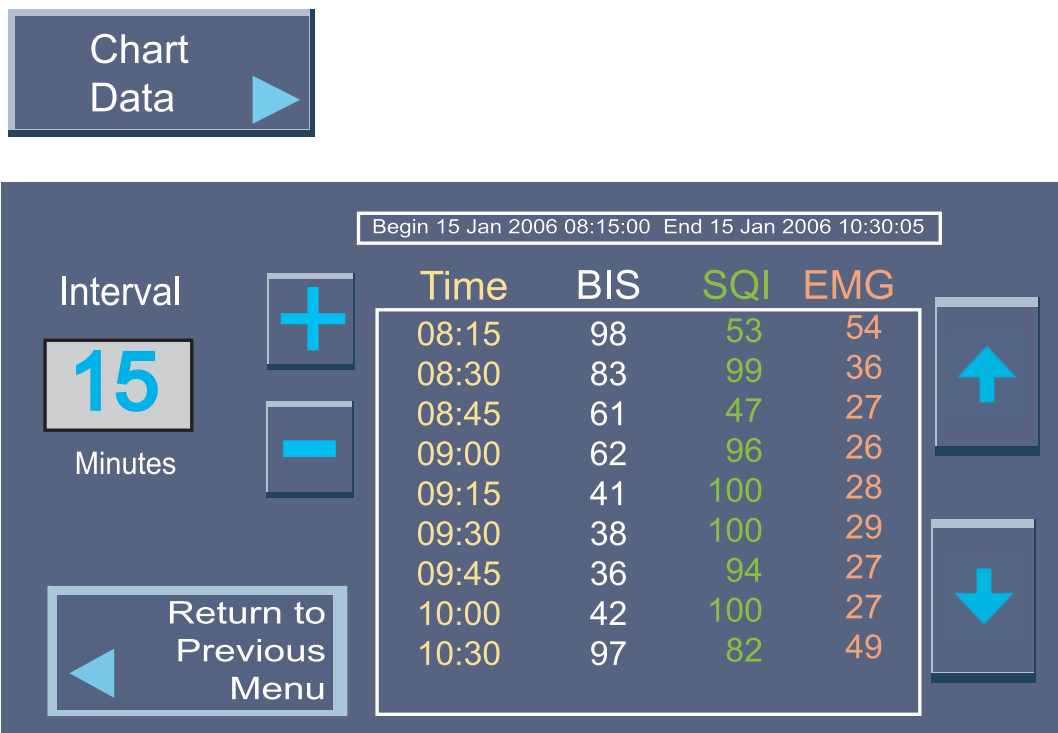 Chart
Data
Begin 15 Jan 2006 08:15:00 End 15 Jan 2006 10:30:05
Interval
15
Minutes
Time BIS SQI EMG
08:15 98 53 54
08:30 83 99 36
08:45 61 47 27
09:00 62 96 26
09:15 41 100 28
09:30 38 100 29
09:45 36 94 27
10:00 42 100 27
10:30 97 82 49
Return to
Previous
Menu